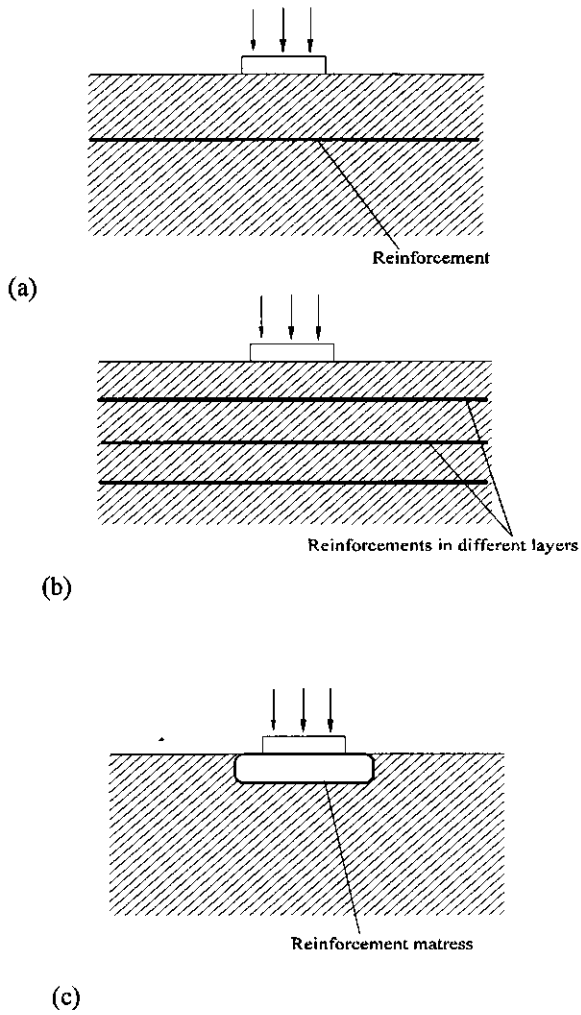 Reinforcement
(a)
Reinforcements in different layers
(b)
Reinforcement matress
(c)